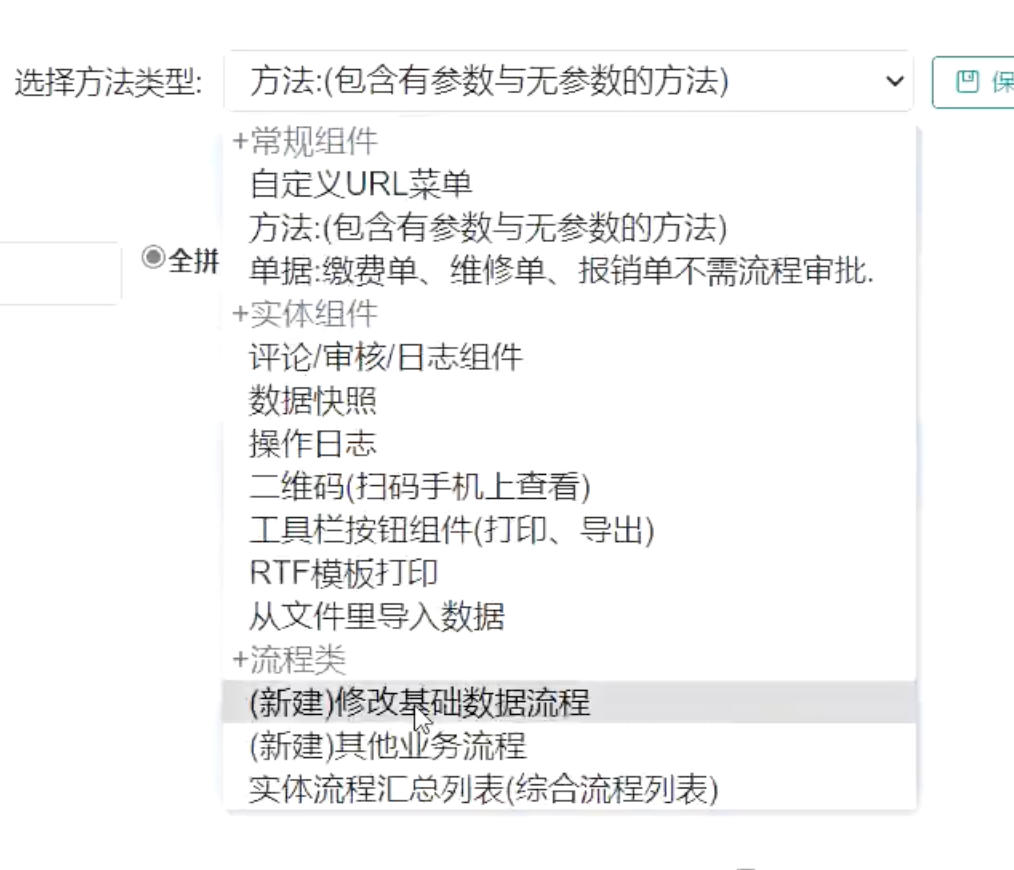 选择方法类型: 方法:(包含有参数与无参数的方法) 保
+常规组件
自定义URL菜单
方法:(包含有参数与无参数的方法)
全拼 单据:缴费单、维修单、报销单不需流程审批.
+实体组件
评论/审核/日志组件
数据快照
操作日志
二维码(扫码手机上查看)
工具栏按钮组件(打印、导出)
RTF模板打印
从文件里导入数据
+流程类
(新建)修改基础数据流程
(新建)其他业务流程
实体流程汇总列表(综合流程列表)